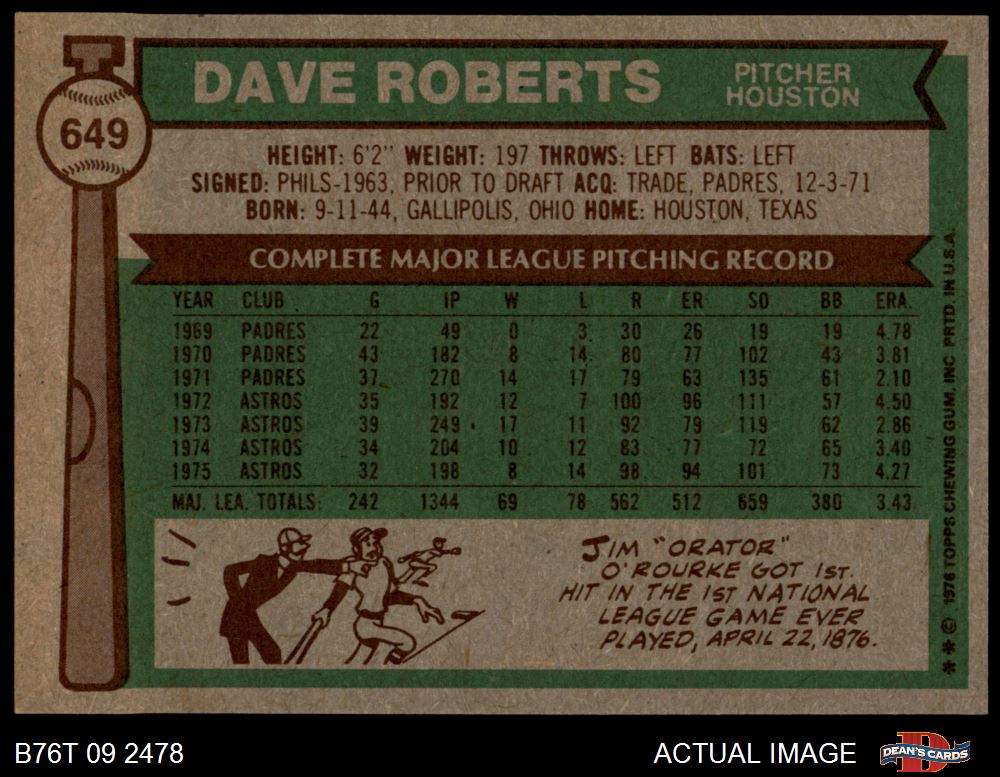 649
DAVE ROBERTS
PITCHER
HOUSTON
HEIGHT: 6'2" WEIGHT: 197 THROWS: LEFT BATS: LEFT
SIGNED: PHILS-1963, PRIOR TO DRAFT ACQ: TRADE, PADRES, 12-3-71
BORN: 9-11-44, GALLIPOLIS, OHIO HOME: HOUSTON, TEXAS
COMPLETE MAJOR LEAGUE PITCHING RECORD
YEAR CLUB G IP W L R ER SO BB ERA.
1969 PADRES 22 49 0 3 30 26 19 19 4.78
1970 PADRES 43 182 8 14 80 77 102 43 3.81
1971 PADRES 37 270 14 17 79 63 135 61 2.10
1972 ASTROS 35 192 12 7 100 96 111 57 4.50
1973 ASTROS 39 249 17 11 92 79 119 62 2.86
1974 ASTROS 34 204 10 12 83 77 72 65 3.40
1975 ASTROS 32 198 8 14 98 94 101 73 4.27
MAJ. LEA. TOTALS: 242 1344 69 78 562 512 659 380 3.43
JIM "ORATOR"
O'ROURKE GOT 1ST.
HIT IN THE 1ST NATIONAL
LEAGUE GAME EVER
PLAYED, APRIL 22, 1876.
** © 1976 TOPPS CHEWING GUM, INC. PRTD. IN U.S.A.
B76T 09 2478
ACTUAL IMAGE
DEAN'S CARDS